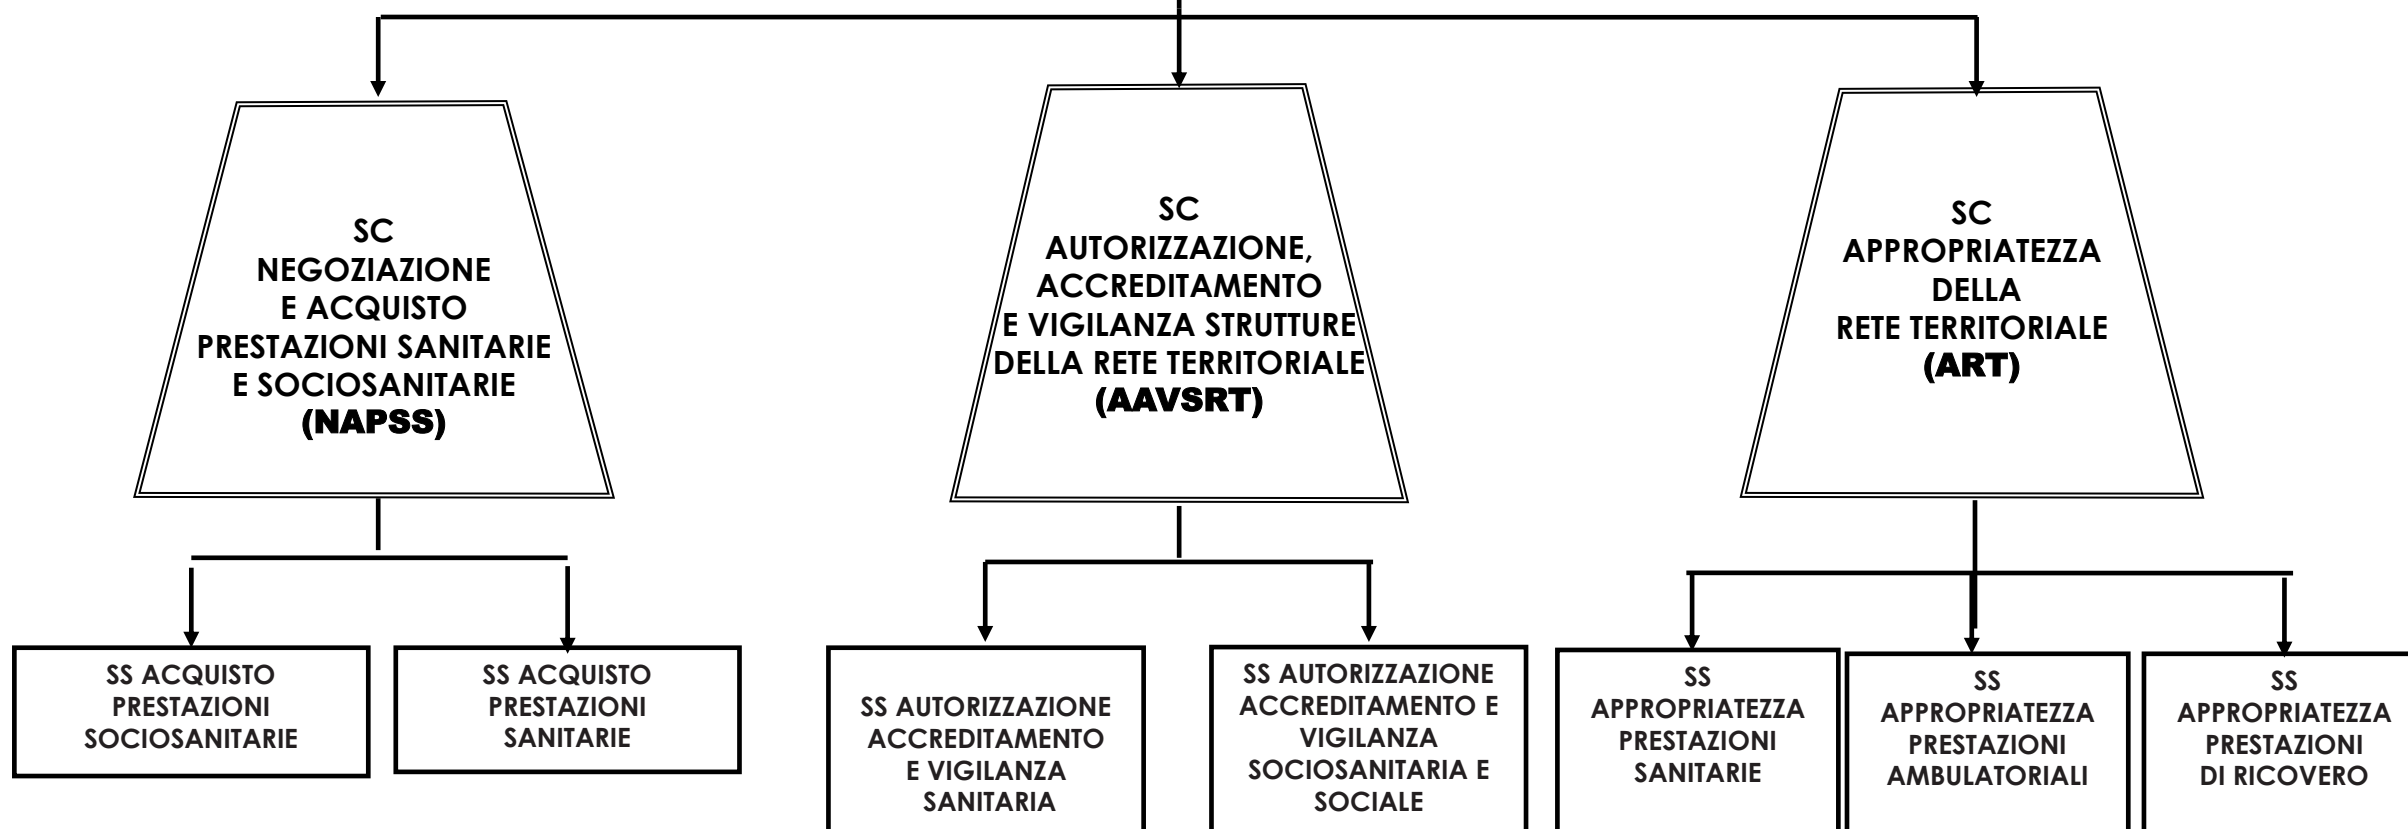 SC
NEGOZIAZIONE
E ACQUISTO
PRESTAZIONI SANITARIE
E SOCIOSANITARIE
(NAPSS)
SC
AUTORIZZAZIONE,
ACCREDITAMENTO
E VIGILANZA STRUTTURE
DELLA RETE TERRITORIALE
(AAVSRT)
SC
APPROPRIATEZZA
DELLA
RETE TERRITORIALE
(ART)
SS ACQUISTO
PRESTAZIONI
SOCIOSANITARIE
SS ACQUISTO
PRESTAZIONI
SANITARIE
SS AUTORIZZAZIONE
ACCREDITAMENTO
E VIGILANZA
SANITARIA
SS AUTORIZZAZIONE
ACCREDITAMENTO E
VIGILANZA
SOCIOSANITARIA E
SOCIALE
SS
APPROPRIATEZZA
PRESTAZIONI
SANITARIE
SS
APPROPRIATEZZA
PRESTAZIONI
AMBULATORIALI
SS
APPROPRIATEZZA
PRESTAZIONI
DI RICOVERO